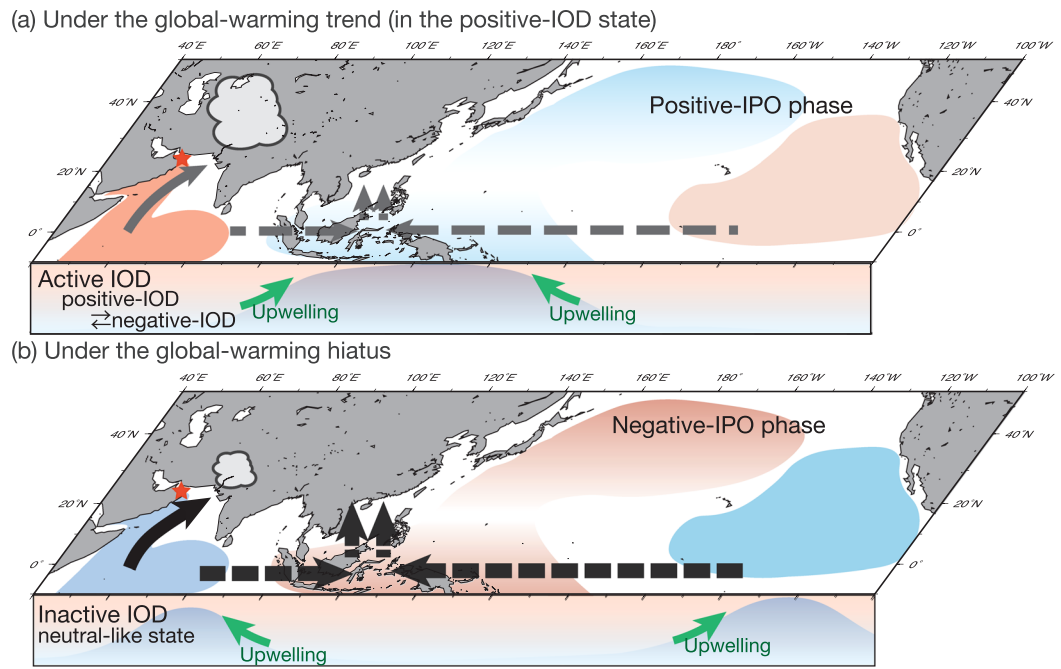 (a) Under the global-warming trend (in the positive-IOD state)
40°E 60°E 80°E 100°E 120°E 140°E 160°E 180° 160°W 140°W 120°W 100°W
40°N
Positive-IPO phase
20°N 20°N
0° 0°
Active IOD
positive-IOD
⇄negative-IOD
Upwelling Upwelling
(b) Under the global-warming hiatus
40°E 60°E 80°E 100°E 120°E 140°E 160°E 180° 160°W 140°W 120°W 100°W
Negative-IPO phase
40°N 40°N
20°N 20°N
0° 0°
Inactive IOD
neutral-like state
Upwelling Upwelling